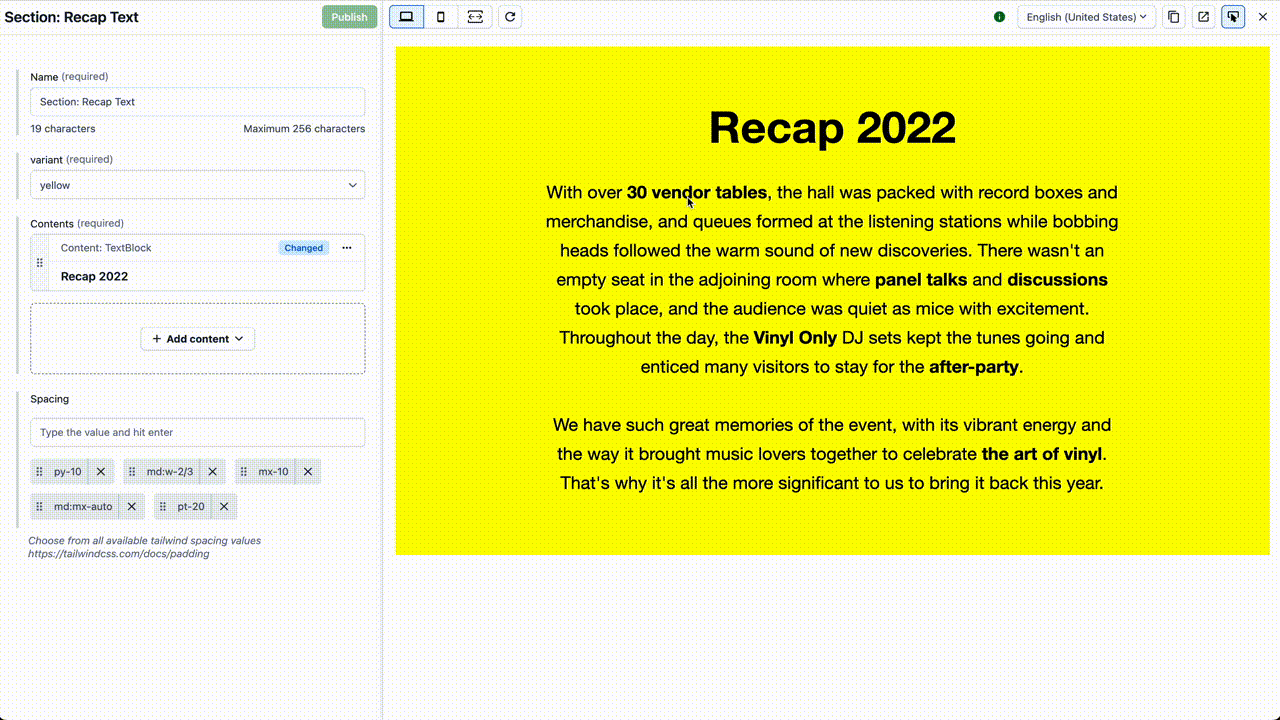 Section: Recap Text
Publish
English (United States)
Name (required)
Section: Recap Text
19 characters
Maximum 256 characters
variant (required)
yellow
Contents (required)
Content: TextBlock
Changed
Recap 2022
Add content
Spacing
Type the value and hit enter
py-10
md:w-2/3
mx-10
md:mx-auto
pt-20
Choose from all available tailwind spacing values
https://tailwindcss.com/docs/padding
Recap 2022
With over 30 vendor tables, the hall was packed with record boxes and
merchandise, and queues formed at the listening stations while bobbing
heads followed the warm sound of new discoveries. There wasn't an
empty seat in the adjoining room where panel talks and discussions
took place, and the audience was quiet as mice with excitement.
Throughout the day, the Vinyl Only DJ sets kept the tunes going and
enticed many visitors to stay for the after-party.
We have such great memories of the event, with its vibrant energy and
the way it brought music lovers together to celebrate the art of vinyl.
That's why it's all the more significant to us to bring it back this year.